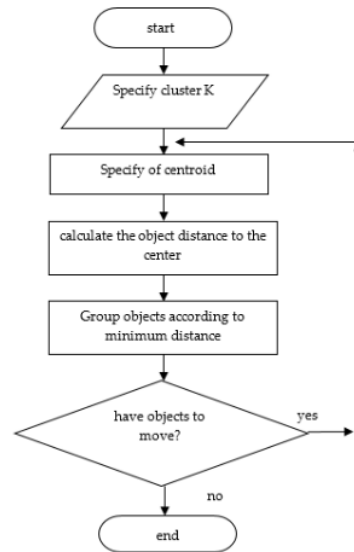 start
Specify cluster K
Specify of centroid
calculate the object distance to the
center
Group objects according to
minimum distance
have objects to
move?
yes
no
end